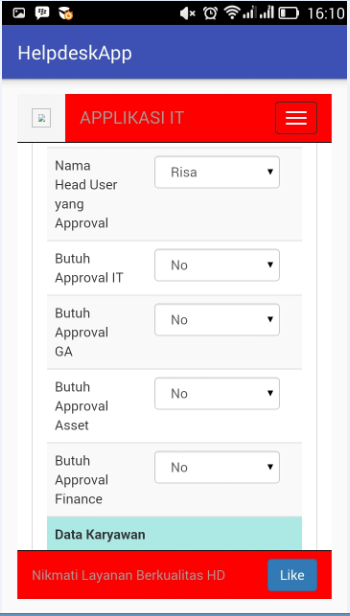 16:10
HelpdeskApp
APPLIKASI IT
Nama
Head User
yang
Approval
Risa
Butuh
Approval IT
No
Butuh
Approval
GA
No
Butuh
Approval
Asset
No
Butuh
Approval
Finance
No
Data Karyawan
Nikmati Layanan Berkualitas HD
Like